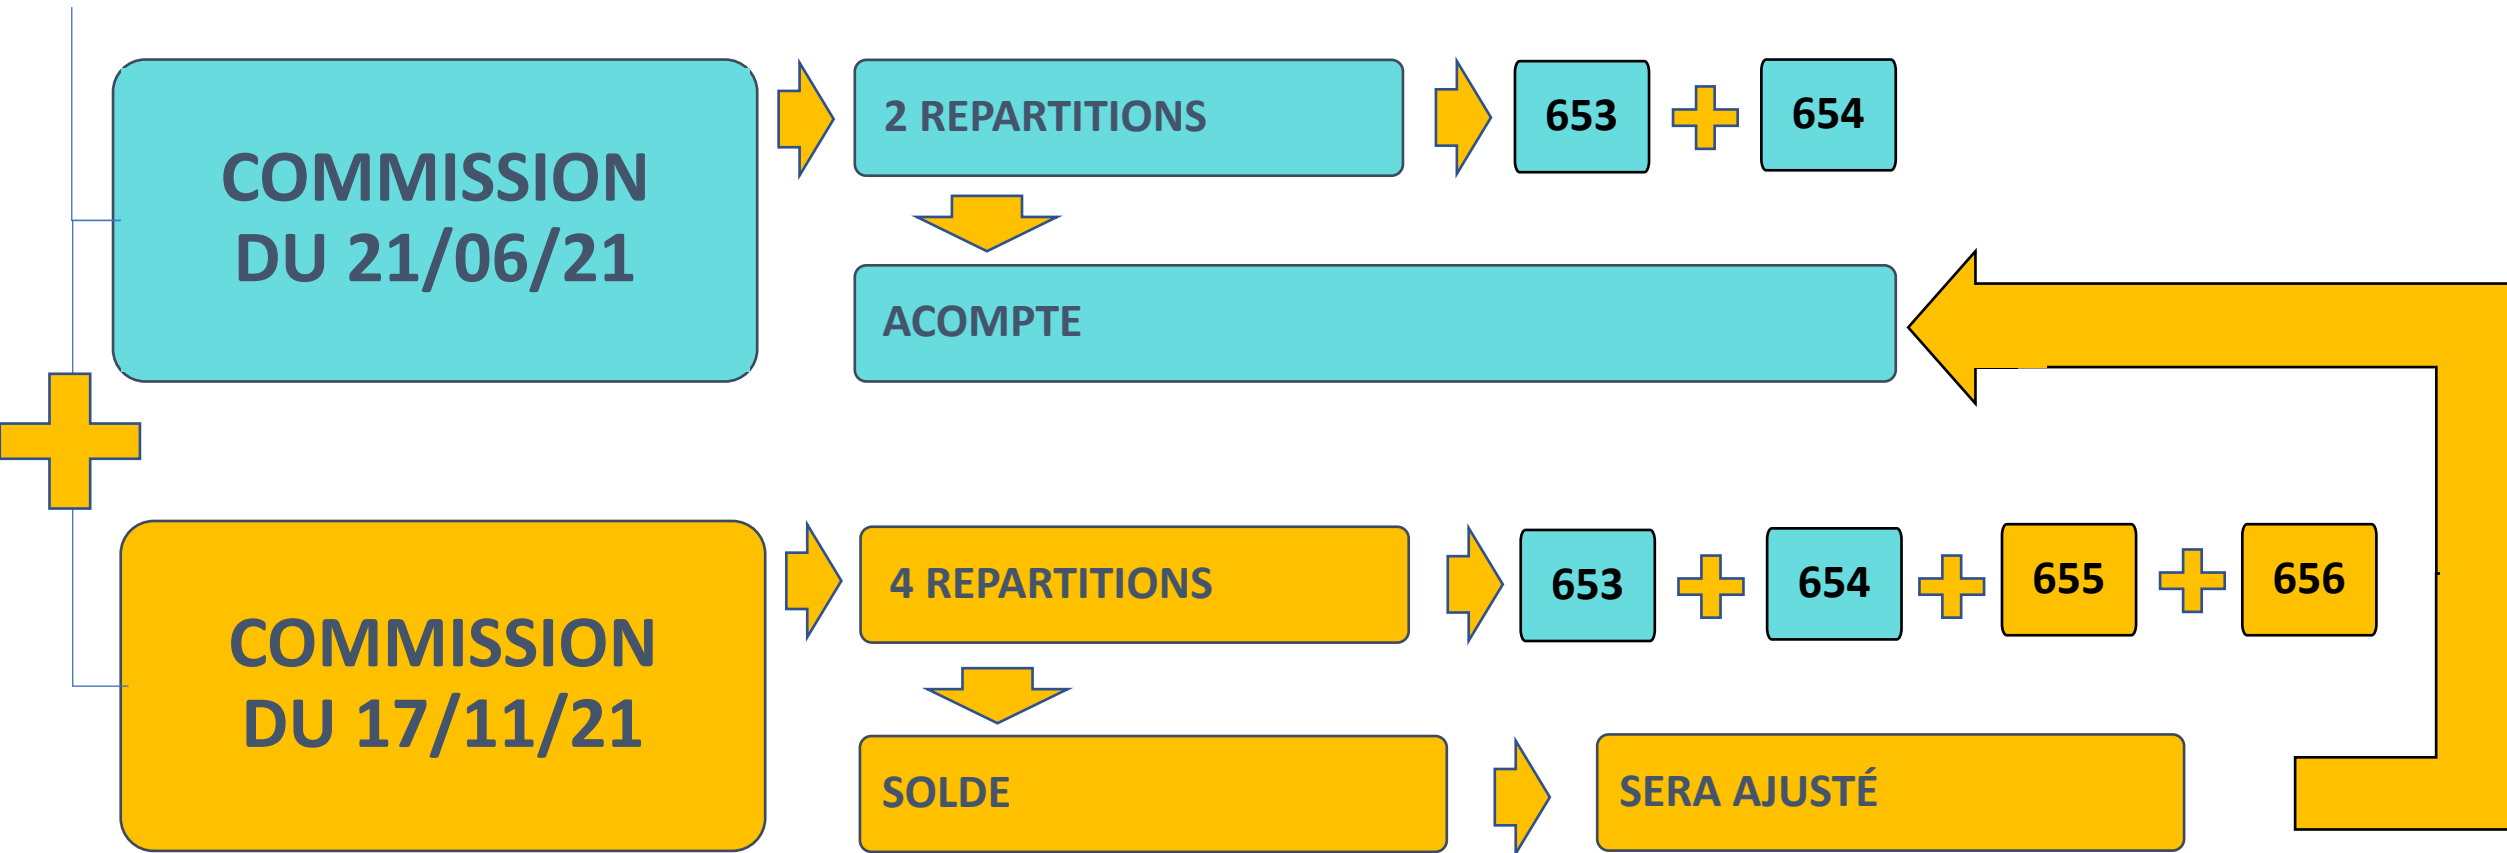 COMMISSION
DU 21/06/21
2 REPARTITIONS
653
654
ACOMPTE
COMMISSION
DU 17/11/21
4 REPARTITIONS
653
654
655
656
SOLDE
SERA AJUSTÉ